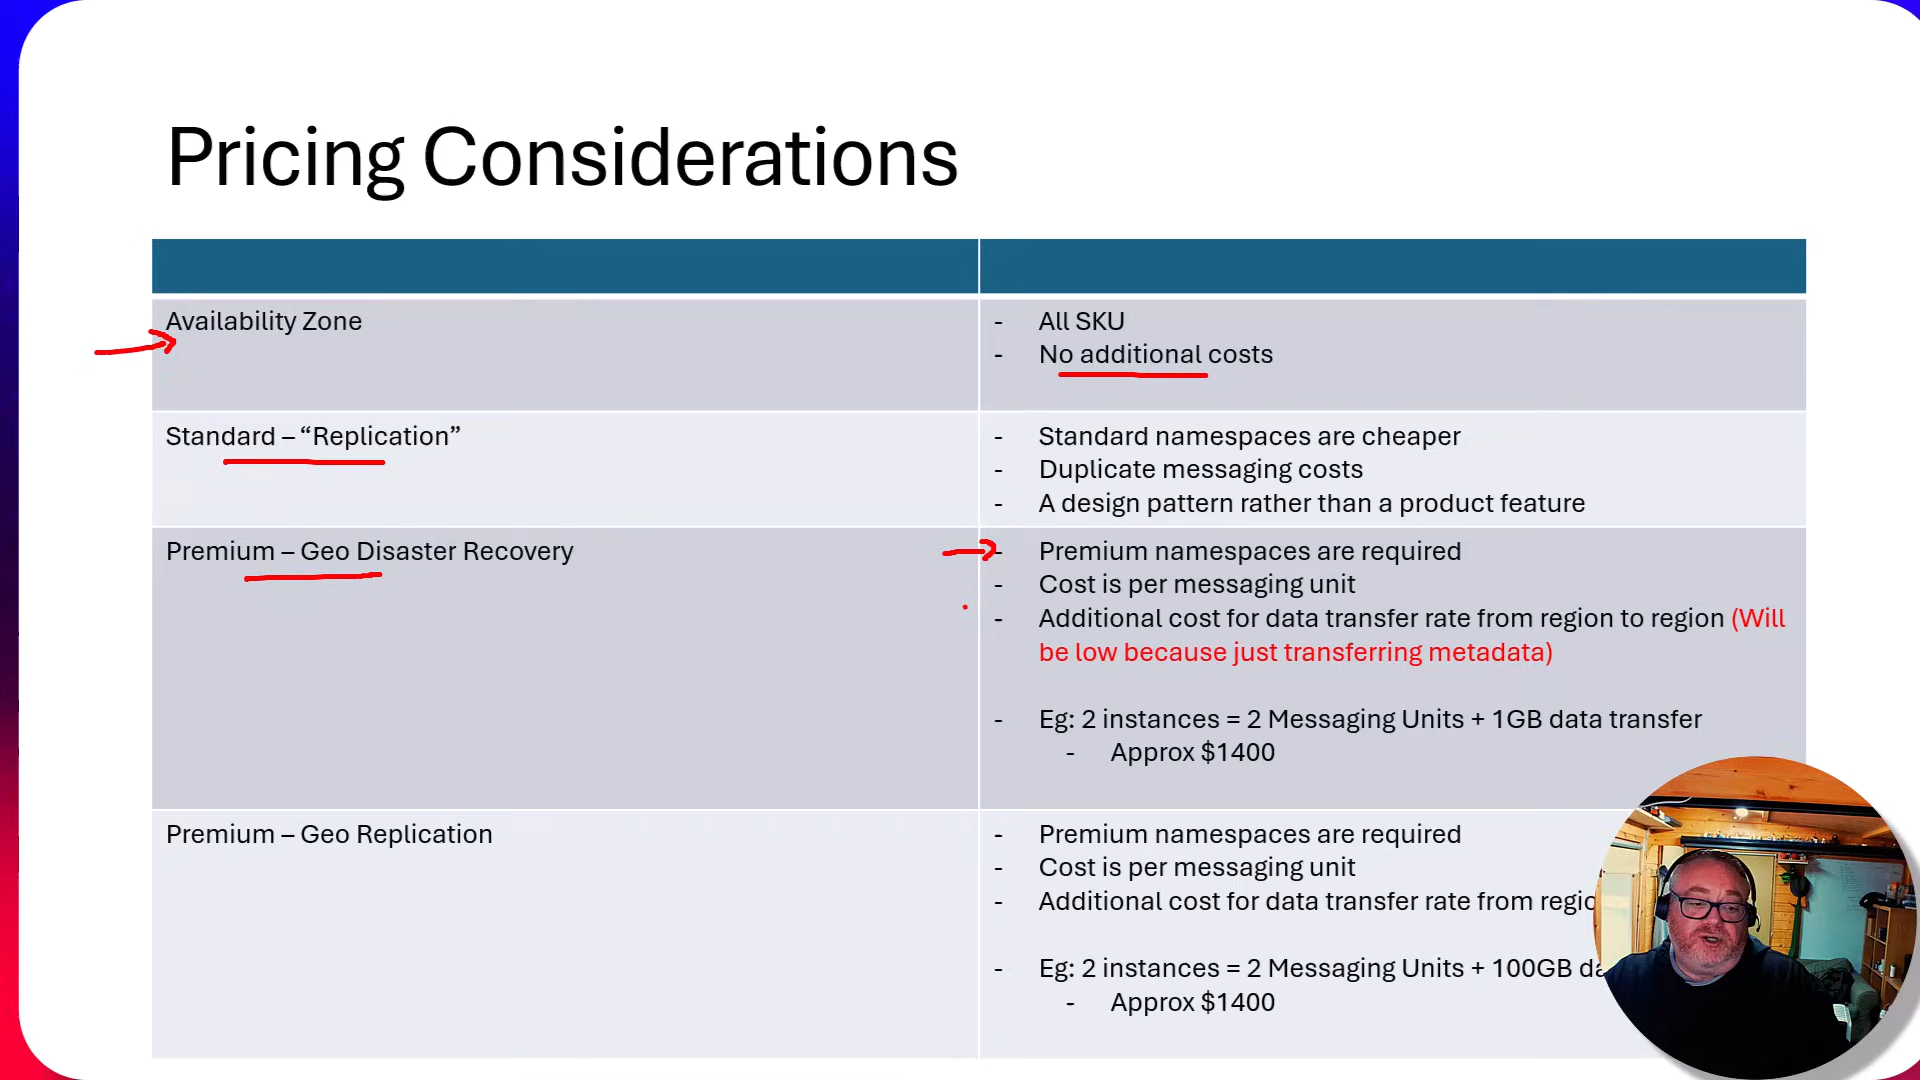 Pricing Considerations
Availability Zone
- All SKU
- No additional costs
Standard – “Replication”
- Standard namespaces are cheaper
- Duplicate messaging costs
- A design pattern rather than a product feature
Premium – Geo Disaster Recovery
- Premium namespaces are required
- Cost is per messaging unit
- Additional cost for data transfer rate from region to region (Will
be low because just transferring metadata)
- Eg: 2 instances = 2 Messaging Units + 1GB data transfer
- Approx $1400
Premium – Geo Replication
- Premium namespaces are required
- Cost is per messaging unit
- Additional cost for data transfer rate from
- Eg: 2 instances = 2 Messaging Units + 100GB
- Approx $1400